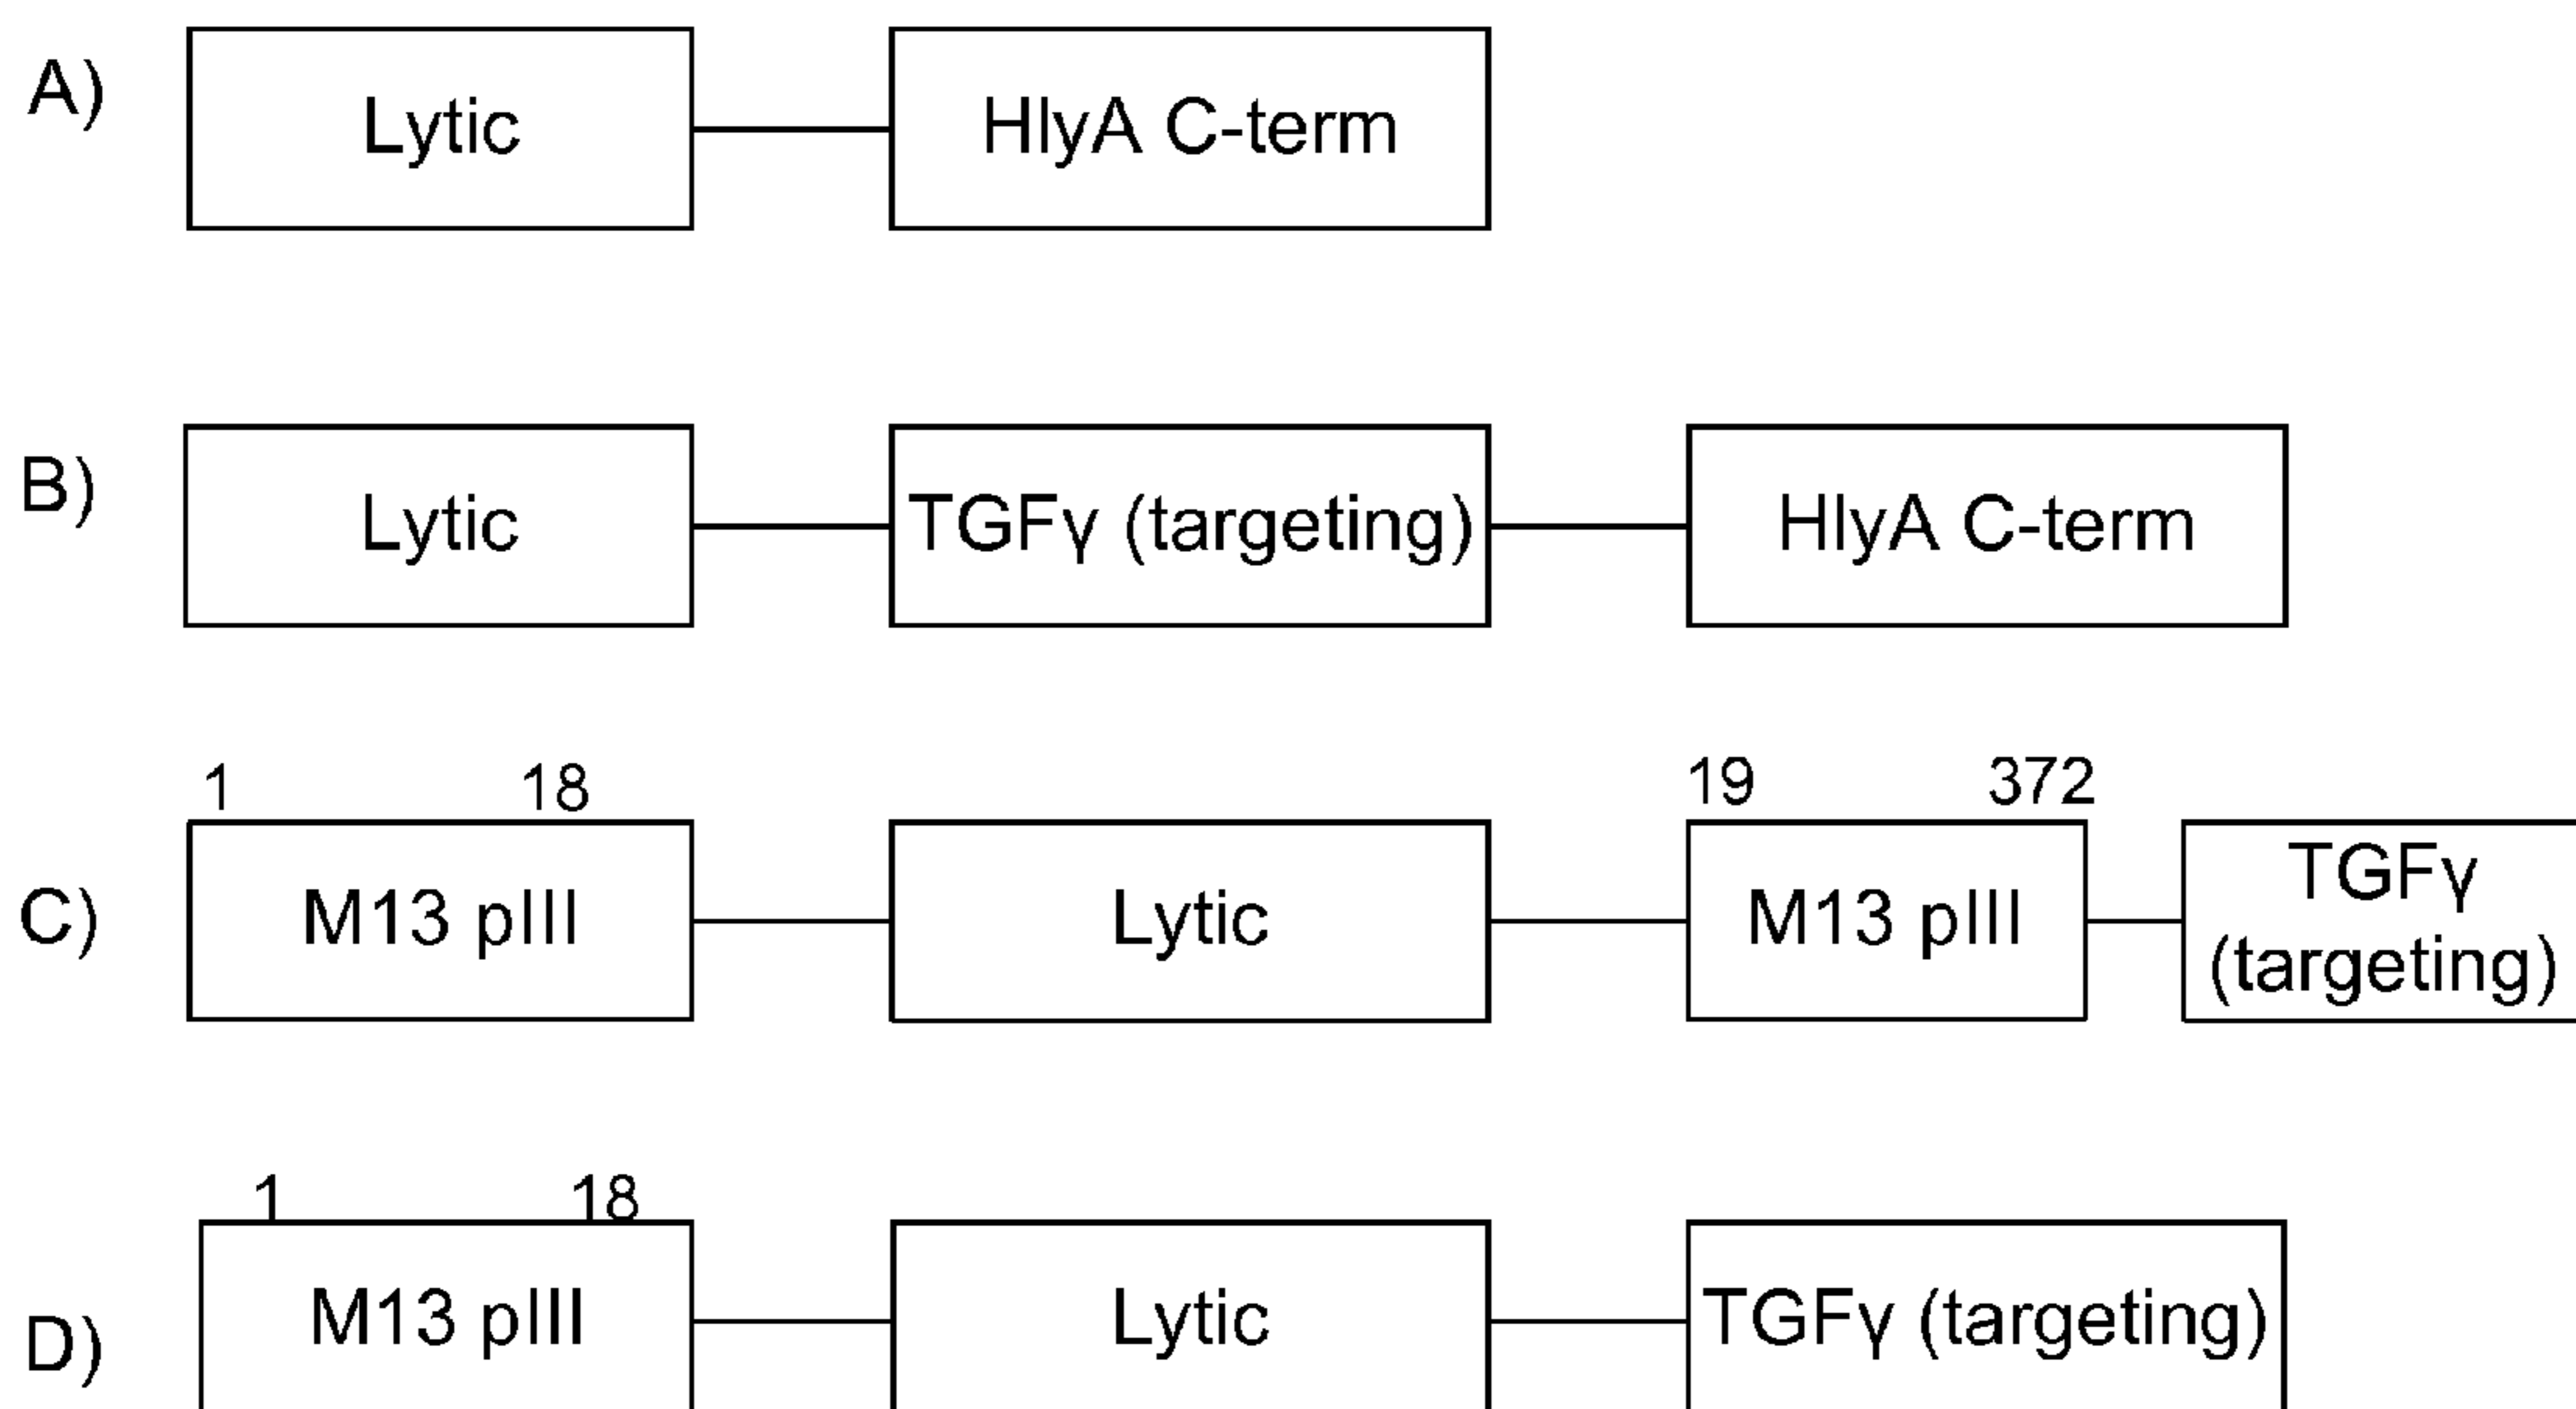 A) Lytic HlyA C-term
B) Lytic TGFγ (targeting) HlyA C-term
1 18 19 372
C) M13 pIII Lytic M13 pIII TGFγ
(targeting)
1 18
D) M13 pIII Lytic TGFγ (targeting)